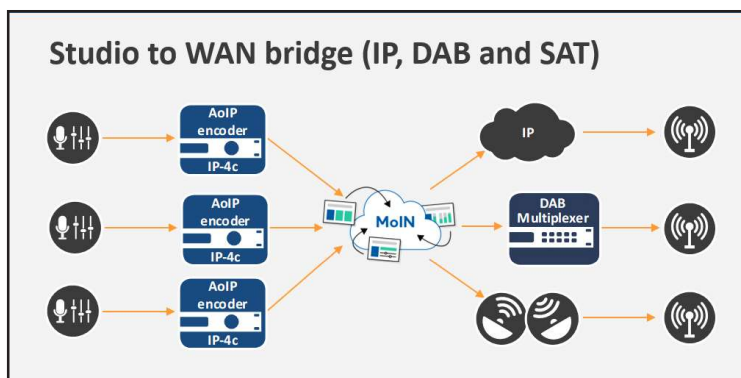 Studio to WAN bridge (IP, DAB and SAT)
AoIP
encoder
IP-4c
IP
AoIP
encoder
IP-4c
MoIN
DAB
Multiplexer
AoIP
encoder
IP-4c